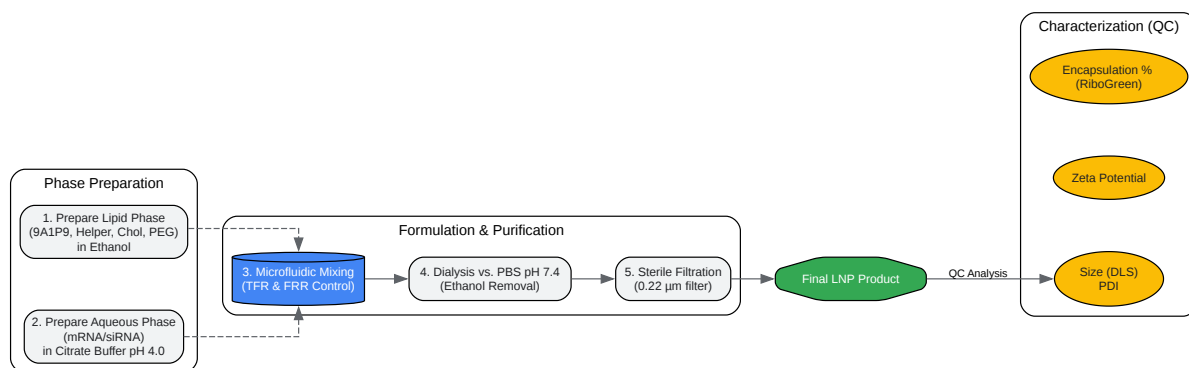 Phase Preparation
1. Prepare Lipid Phase
(9A1P9, Helper, Chol, PEG)
in Ethanol
2. Prepare Aqueous Phase
(mRNA/siRNA)
in Citrate Buffer pH 4.0
Formulation & Purification
3. Microfluidic Mixing
(TFR & FRR Control)
4. Dialysis vs. PBS pH 7.4
(Ethanol Removal)
5. Sterile Filtration
(0.22 µm filter)
Final LNP Product
QC Analysis
Characterization (QC)
Encapsulation %
(RiboGreen)
Zeta Potential
Size (DLS)
PDI